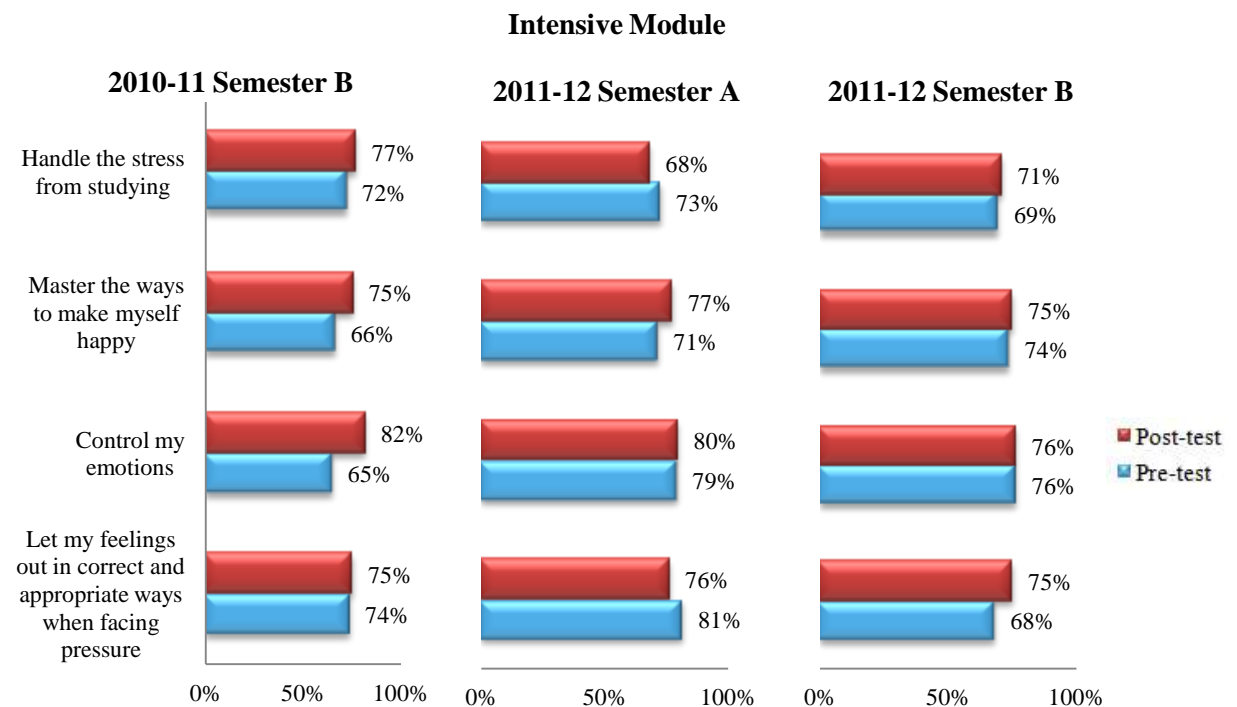 Intensive Module
2010-11 Semester B
2011-12 Semester A
2011-12 Semester B
Handle the stress
from studying
77%
72%
68%
73%
71%
69%
Master the ways
to make myself
happy
75%
66%
77%
71%
75%
74%
Control my
emotions
82%
65%
80%
79%
76%
76%
Let my feelings
out in correct and
appropriate ways
when facing
pressure
75%
74%
76%
81%
75%
68%
Post-test
Pre-test
0% 50% 100%
0% 50% 100%
0% 50% 100%